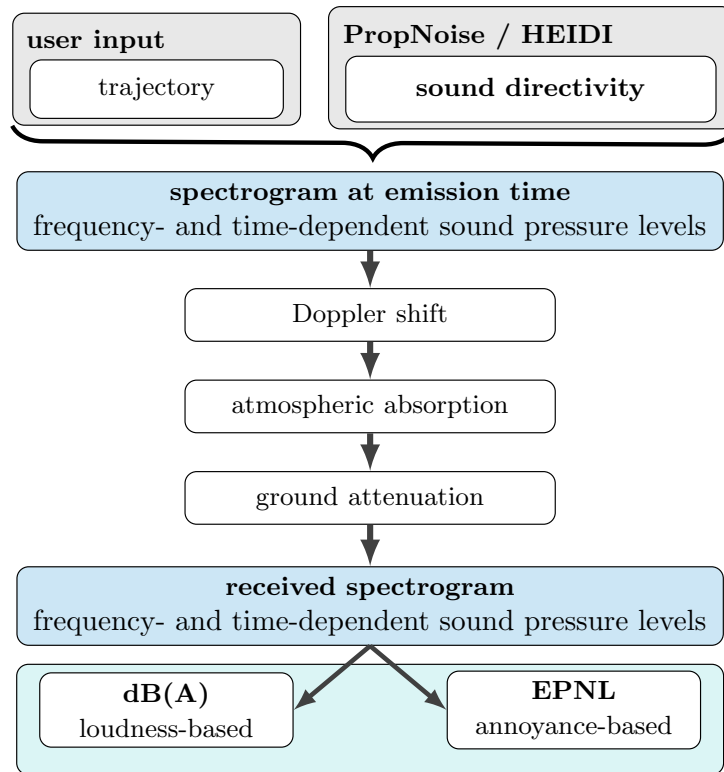 user input
trajectory
PropNoise / HEIDI
sound directivity
spectrogram at emission time
frequency- and time-dependent sound pressure levels
Doppler shift
atmospheric absorption
ground attenuation
received spectrogram
frequency- and time-dependent sound pressure levels
dB(A)
loudness-based
EPNL
annoyance-based